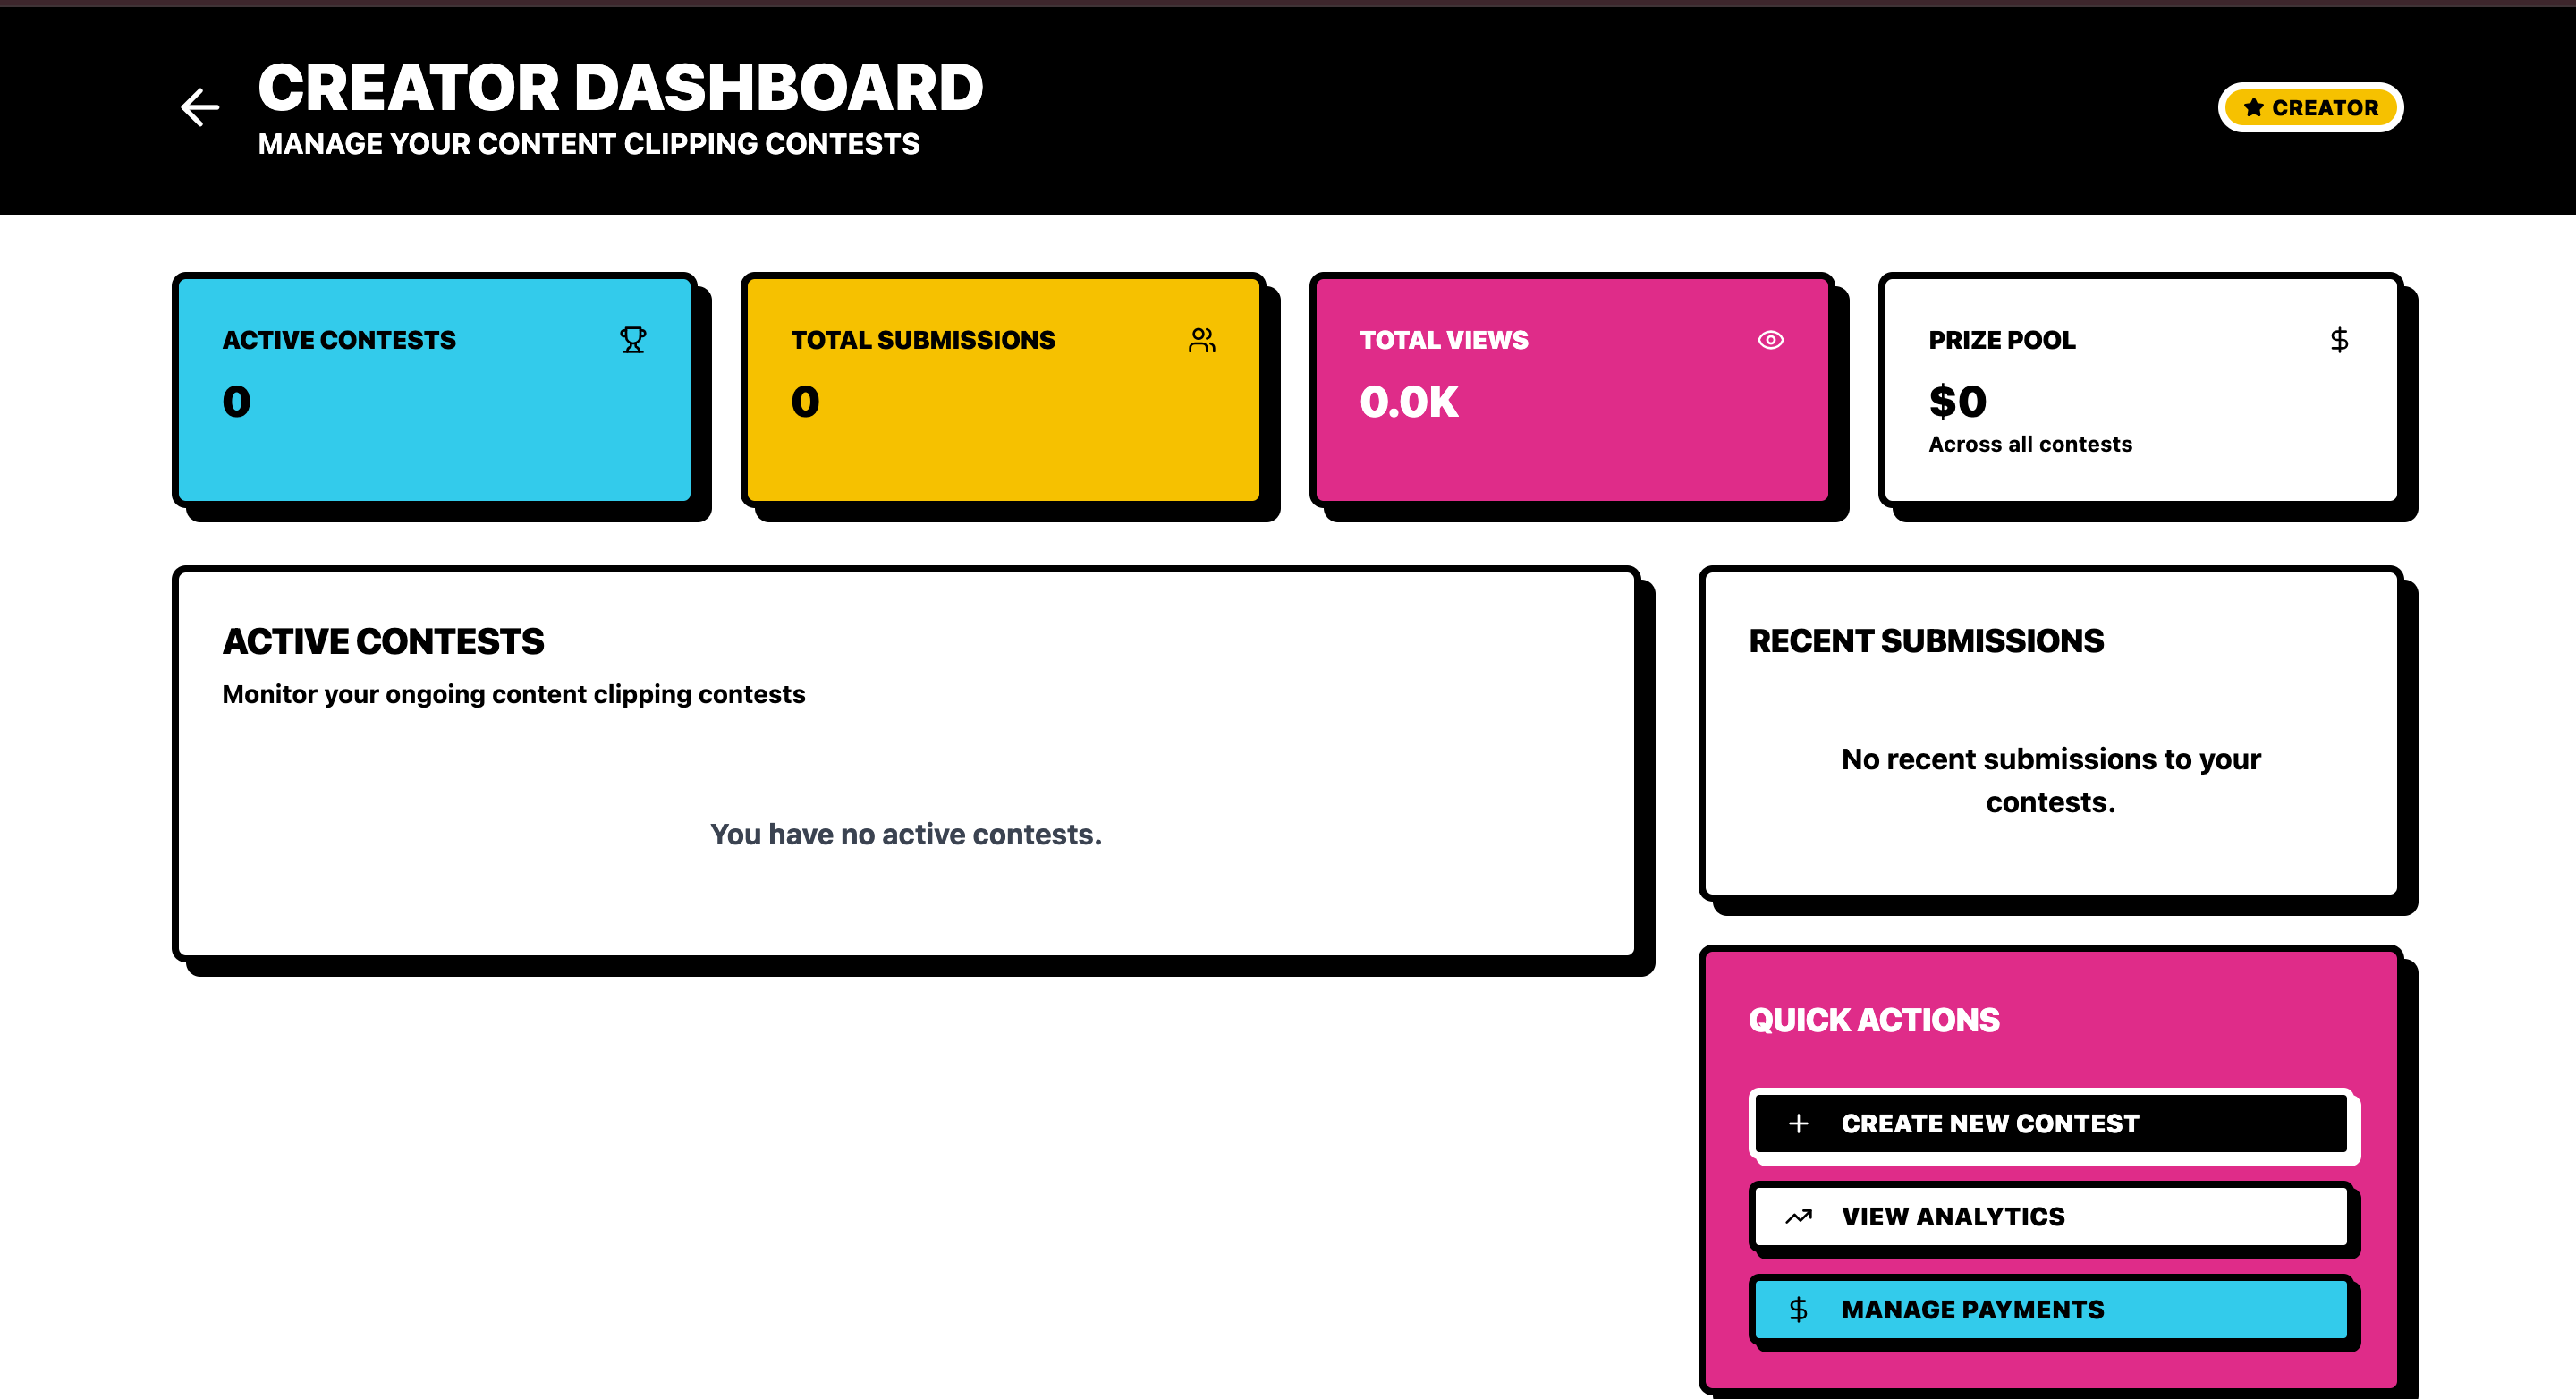 CREATOR DASHBOARD
MANAGE YOUR CONTENT CLIPPING CONTESTS
CREATOR
ACTIVE CONTESTS
0
TOTAL SUBMISSIONS
0
TOTAL VIEWS
0.0K
PRIZE POOL
$0
Across all contests
ACTIVE CONTESTS
Monitor your ongoing content clipping contests
You have no active contests.
RECENT SUBMISSIONS
No recent submissions to your
contests.
QUICK ACTIONS
CREATE NEW CONTEST
VIEW ANALYTICS
MANAGE PAYMENTS